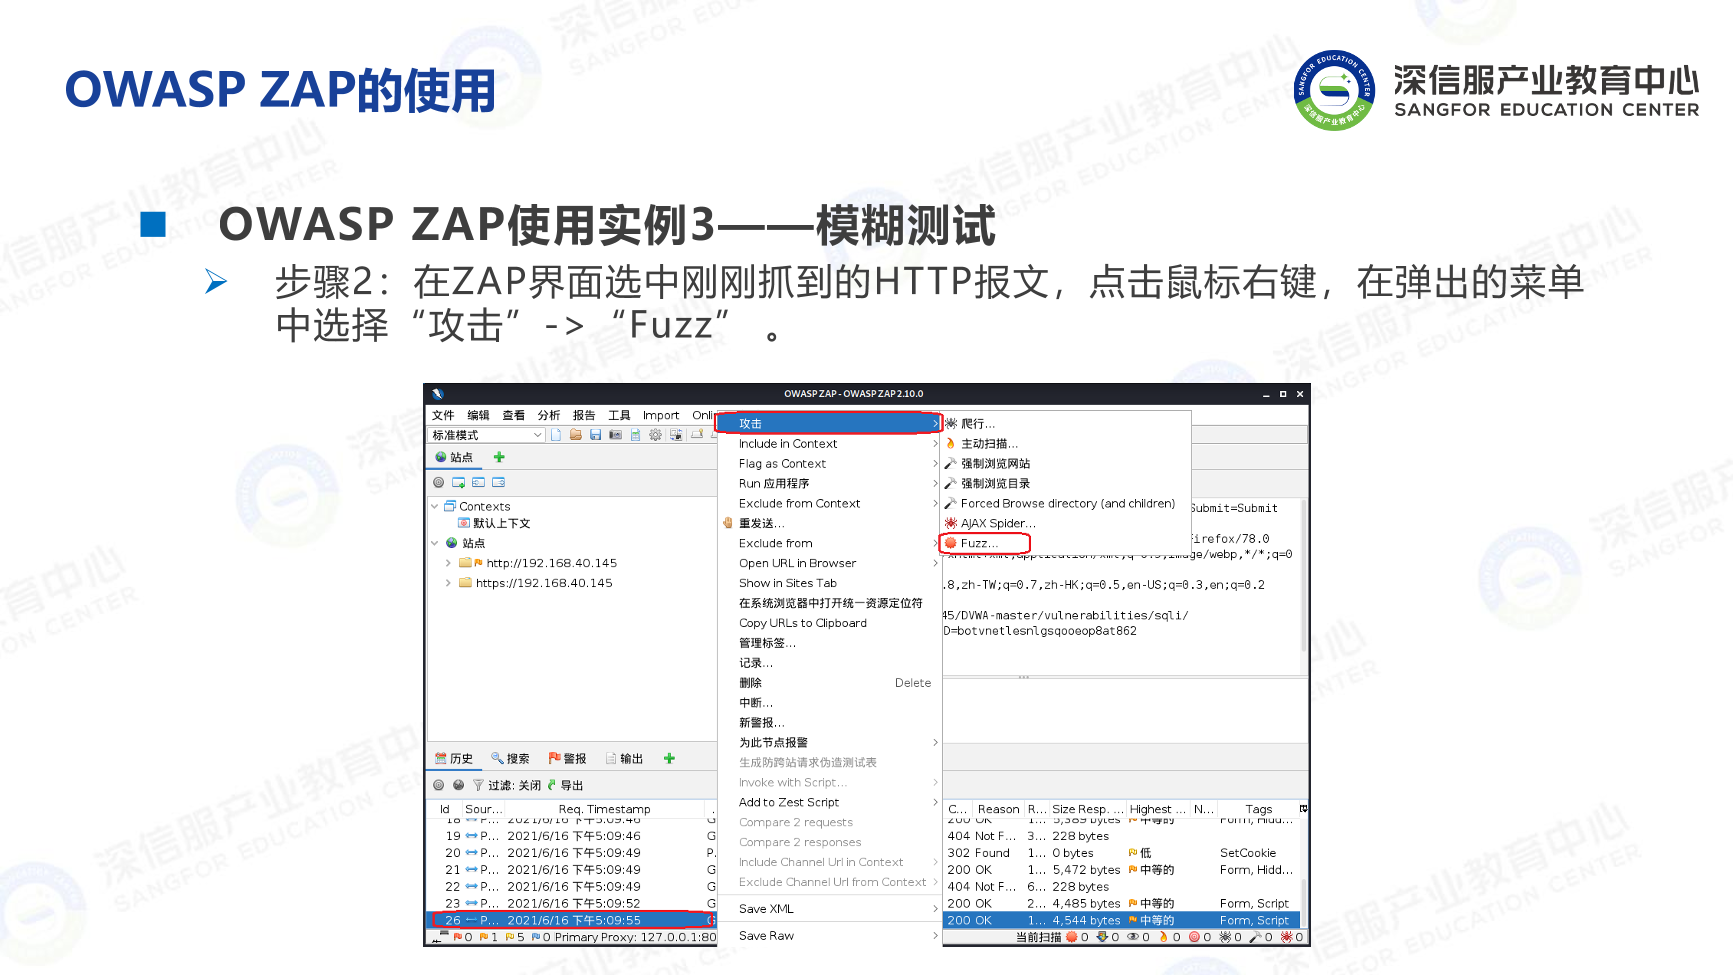 OWASP ZAP的使用
深信服产业教育中心
SANGFOR EDUCATION CENTER
OWASP ZAP使用实例3——模糊测试
步骤2：在ZAP界面选中刚刚抓到的HTTP报文，点击鼠标右键，在弹出的菜单
中选择“攻击”->“Fuzz”。
OWASP ZAP - OWASP ZAP 2.10.0
文件 编辑 查看 分析 报告 工具 Import Onli
标准模式
站点
Contexts
默认上下文
站点
http://192.168.40.145
https://192.168.40.145
攻击
Include in Context
Flag as Context
Run 应用程序
Exclude from Context
重发送...
Exclude from
Open URL in Browser
Show in Sites Tab
在系统浏览器中打开统一资源定位符
Copy URLs to Clipboard
管理标签...
记录...
删除 Delete
中断...
新警报...
为此节点报警
生成防跨站请求伪造测试表
Invoke with Script...
Add to Zest Script
Compare 2 requests
Compare 2 responses
Include Channel Url in Context
Exclude Channel Url from Context
Save XML
Save Raw
爬行...
主动扫描...
强制浏览网站
强制浏览目录
Forced Browse directory (and children)
AJAX Spider...
Fuzz...
Submit=Submit
irefox/78.0
.8,zh-TW;q=0.7,zh-HK;q=0.5,en-US;q=0.3,en;q=0.2
45/DVWA-master/vulnerabilities/sqli/
D=botvnetlesnlgsqooeop8at862
历史 搜索 警报 输出
过滤: 关闭 导出
Id Sour... Req. Timestamp C... Reason R... Size Resp. ... Highest ... N... Tags
18 P... 2021/6/16 下午5:09:46 G 200 OK 1... 5,389 bytes 中等的 Form, Hidd...
19 P... 2021/6/16 下午5:09:46 G 404 Not F... 3... 228 bytes
20 P... 2021/6/16 下午5:09:49 P. 302 Found 1... 0 bytes 低 SetCookie
21 P... 2021/6/16 下午5:09:49 G 200 OK 1... 5,472 bytes 中等的 Form, Hidd...
22 P... 2021/6/16 下午5:09:49 G 404 Not F... 6... 228 bytes
23 P... 2021/6/16 下午5:09:52 G 200 OK 2... 4,485 bytes 中等的 Form, Script
26 P... 2021/6/16 下午5:09:55 G 200 OK 1... 4,544 bytes 中等的 Form, Script
0 1 5 0 Primary Proxy: 127.0.0.1:80 当前扫描 0 0 0 0 0 0 0 0